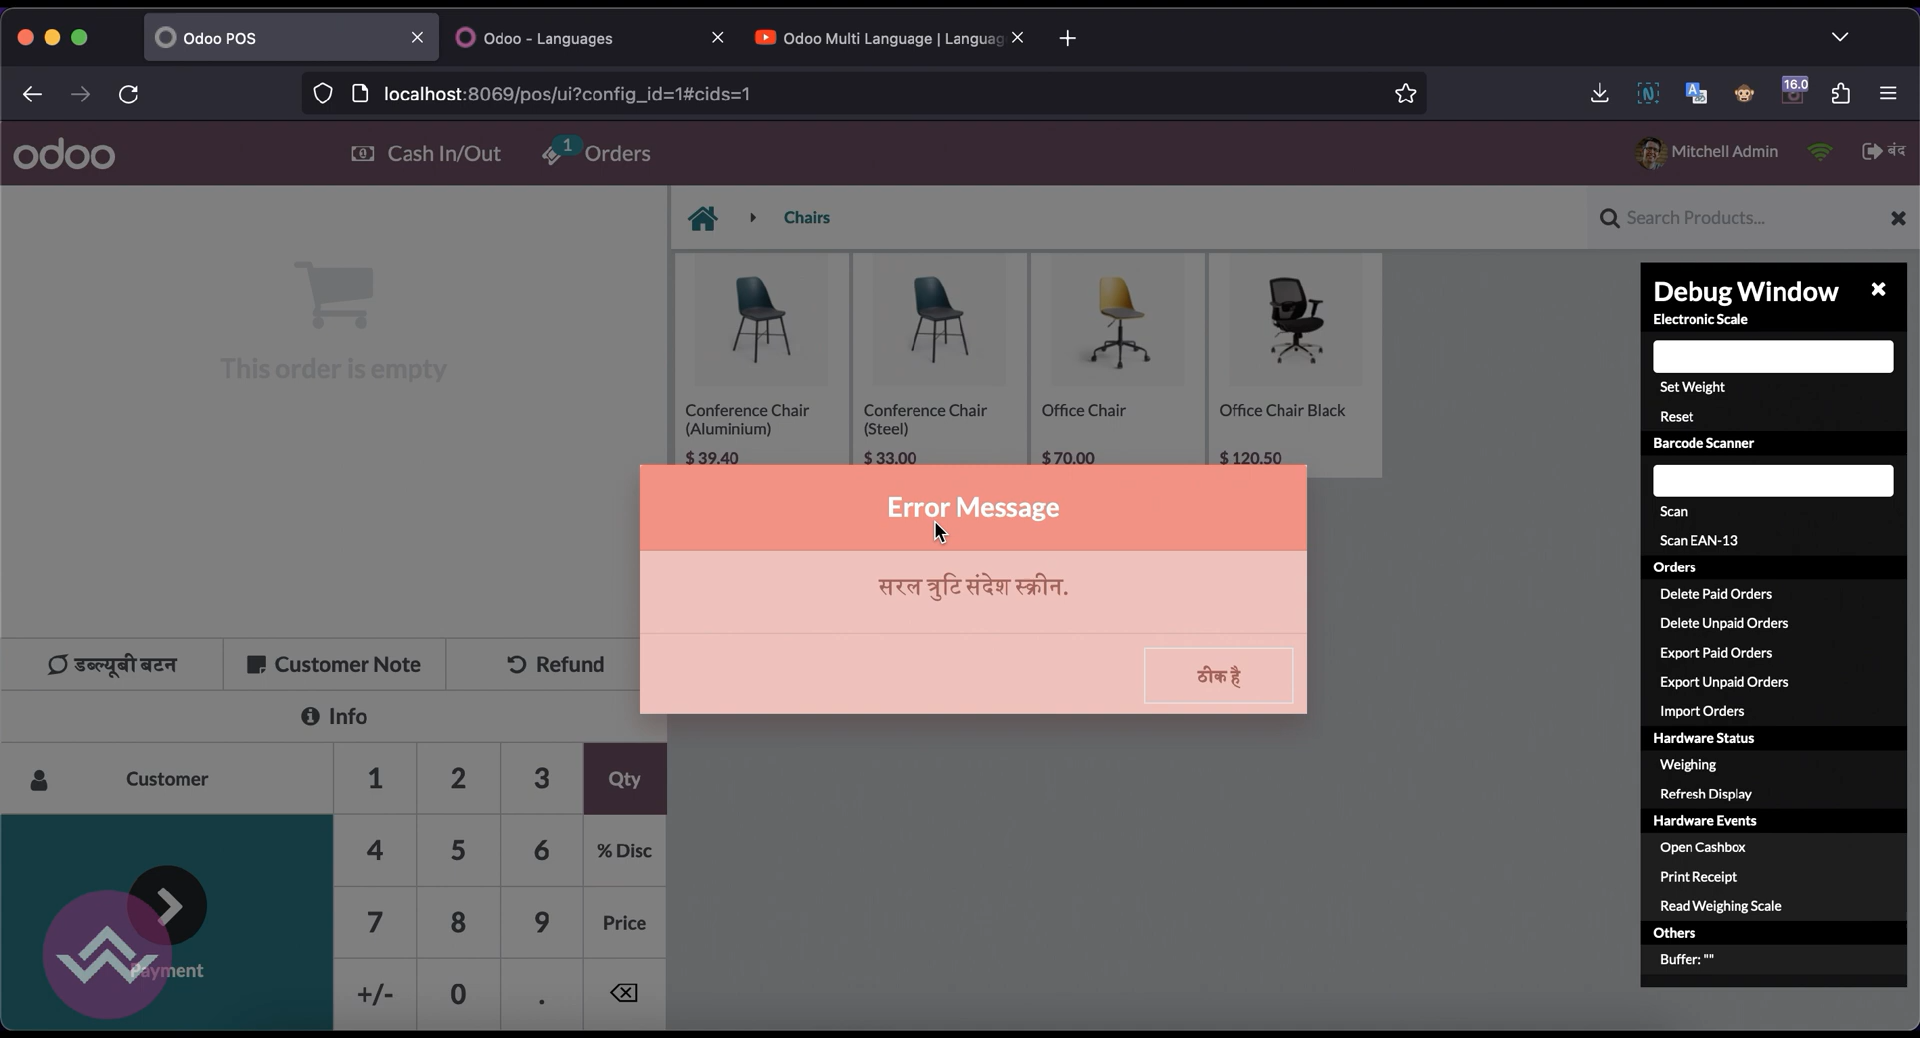 Odoo POS
Odoo - Languages
Odoo Multi Language | Languag
localhost:8069/pos/ui?config_id=1#cids=1
16.0
odoo
Cash In/Out
1
Orders
Mitchell Admin
बंद
This order is empty
Chairs
Search Products...
Conference Chair
(Aluminium)
$ 39.40
Conference Chair
(Steel)
$ 33.00
Office Chair
$ 70.00
Office Chair Black
$ 120.50
Error Message
सरल त्रुटि संदेश स्क्रीन.
ठीक है
डब्ल्यूबी बटन
Customer Note
Refund
Info
Customer
1
2
3
Qty
4
5
6
% Disc
7
8
9
Price
+/-
0
.
Payment
Debug Window
Electronic Scale
Set Weight
Reset
Barcode Scanner
Scan
Scan EAN-13
Orders
Delete Paid Orders
Delete Unpaid Orders
Export Paid Orders
Export Unpaid Orders
Import Orders
Hardware Status
Weighing
Refresh Display
Hardware Events
Open Cashbox
Print Receipt
Read Weighing Scale
Others
Buffer: ""